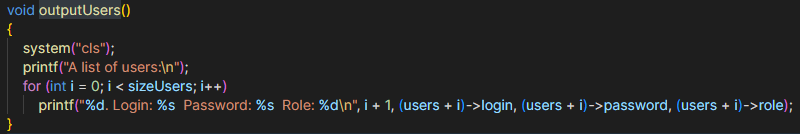 void outputUsers()
{
    system("cls");
    printf("A list of users:\n");
    for (int i = 0; i < sizeUsers; i++)
        printf("%d. Login: %s  Password: %s  Role: %d\n", i + 1, (users + i)->login, (users + i)->password, (users + i)->role);
}